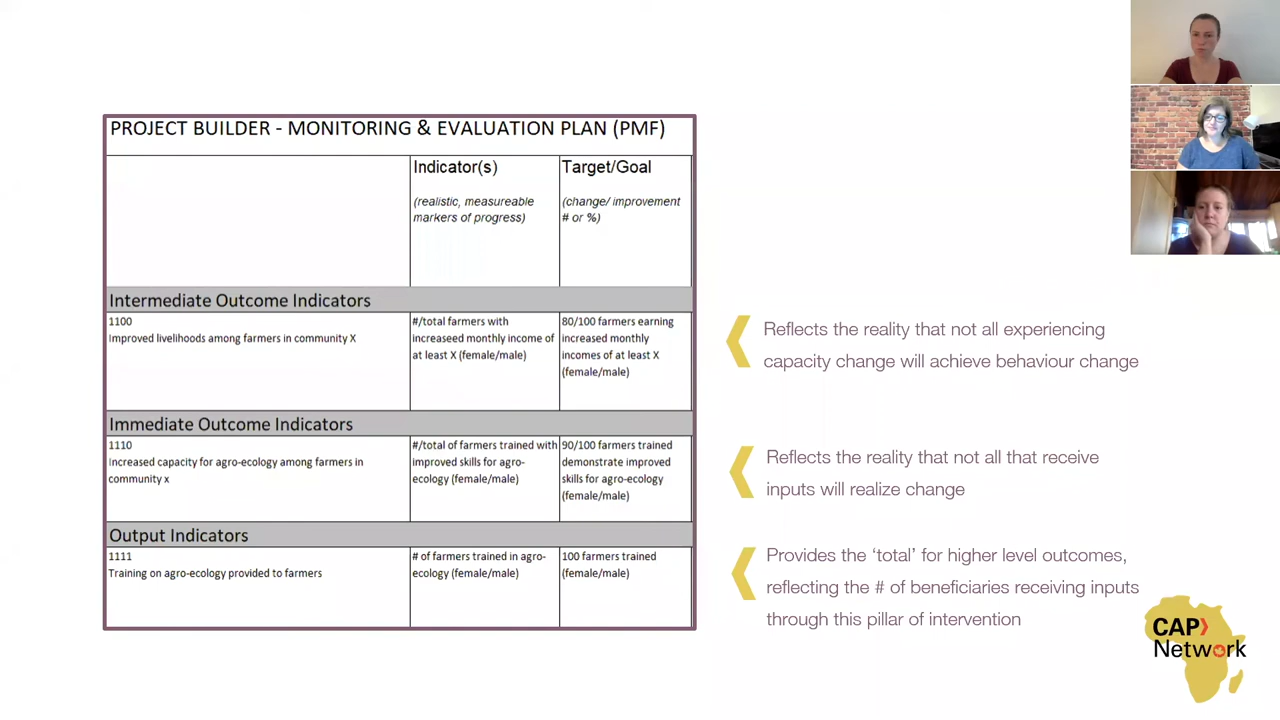 PROJECT BUILDER - MONITORING & EVALUATION PLAN (PMF)
Indicator(s)
(realistic, measureable
markers of progress)
Target/Goal
(change/ improvement
# or %)
Intermediate Outcome Indicators
1100
Improved livelihoods among farmers in community X
#/total farmers with
increaseed monthly income of
at least X (female/male)
80/100 farmers earning
increased monthly
incomes of at least X
(female/male)
Reflects the reality that not all experiencing
capacity change will achieve behaviour change
Immediate Outcome Indicators
1110
Increased capacity for agro-ecology among farmers in
community x
#/total of farmers trained with
improved skills for agro-
ecology (female/male)
90/100 farmers trained
demonstrate improved
skills for agro-ecology
(female/male)
Reflects the reality that not all that receive
inputs will realize change
Output Indicators
1111
Training on agro-ecology provided to farmers
# of farmers trained in agro-
ecology (female/male)
100 farmers trained
(female/male)
Provides the ‘total’ for higher level outcomes,
reflecting the # of beneficiaries receiving inputs
through this pillar of intervention
CAP
Network